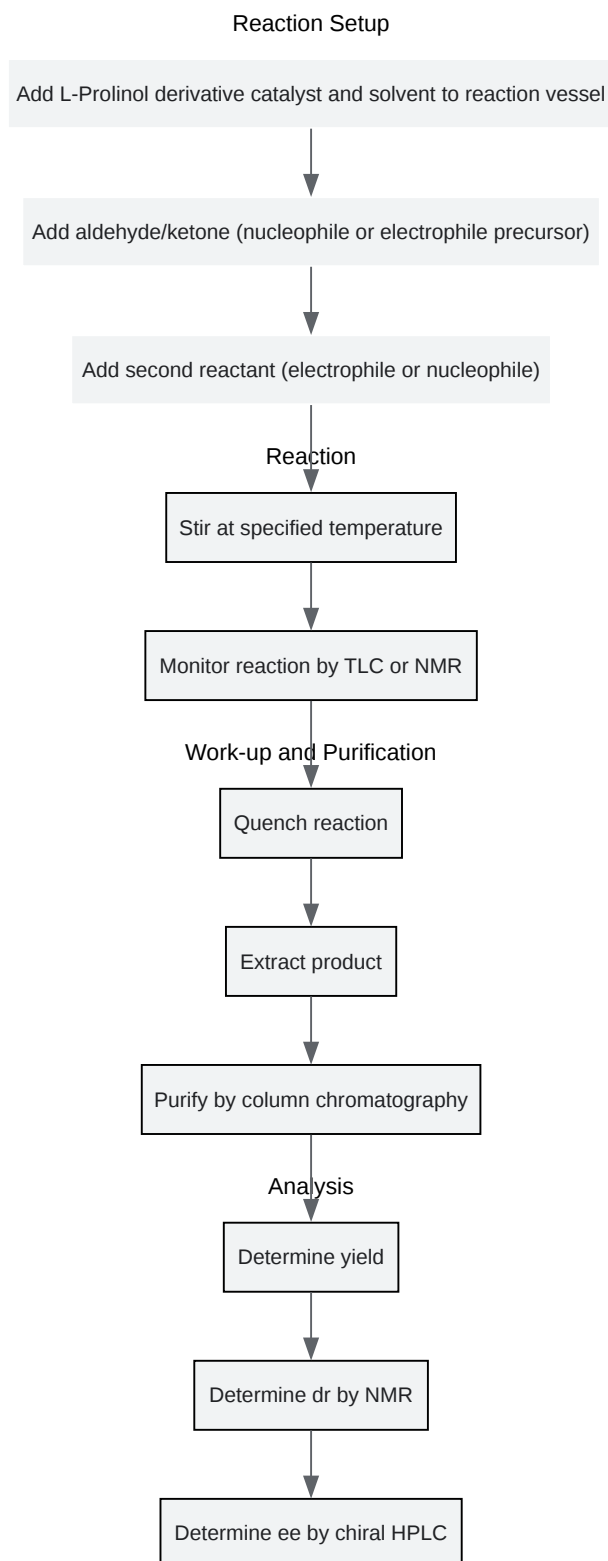 Reaction Setup
Add L-Prolinol derivative catalyst and solvent to reaction vessel
Add aldehyde/ketone (nucleophile or electrophile precursor)
Add second reactant (electrophile or nucleophile)
Reaction
Stir at specified temperature
Monitor reaction by TLC or NMR
Work-up and Purification
Quench reaction
Extract product
Purify by column chromatography
Analysis
Determine yield
Determine dr by NMR
Determine ee by chiral HPLC